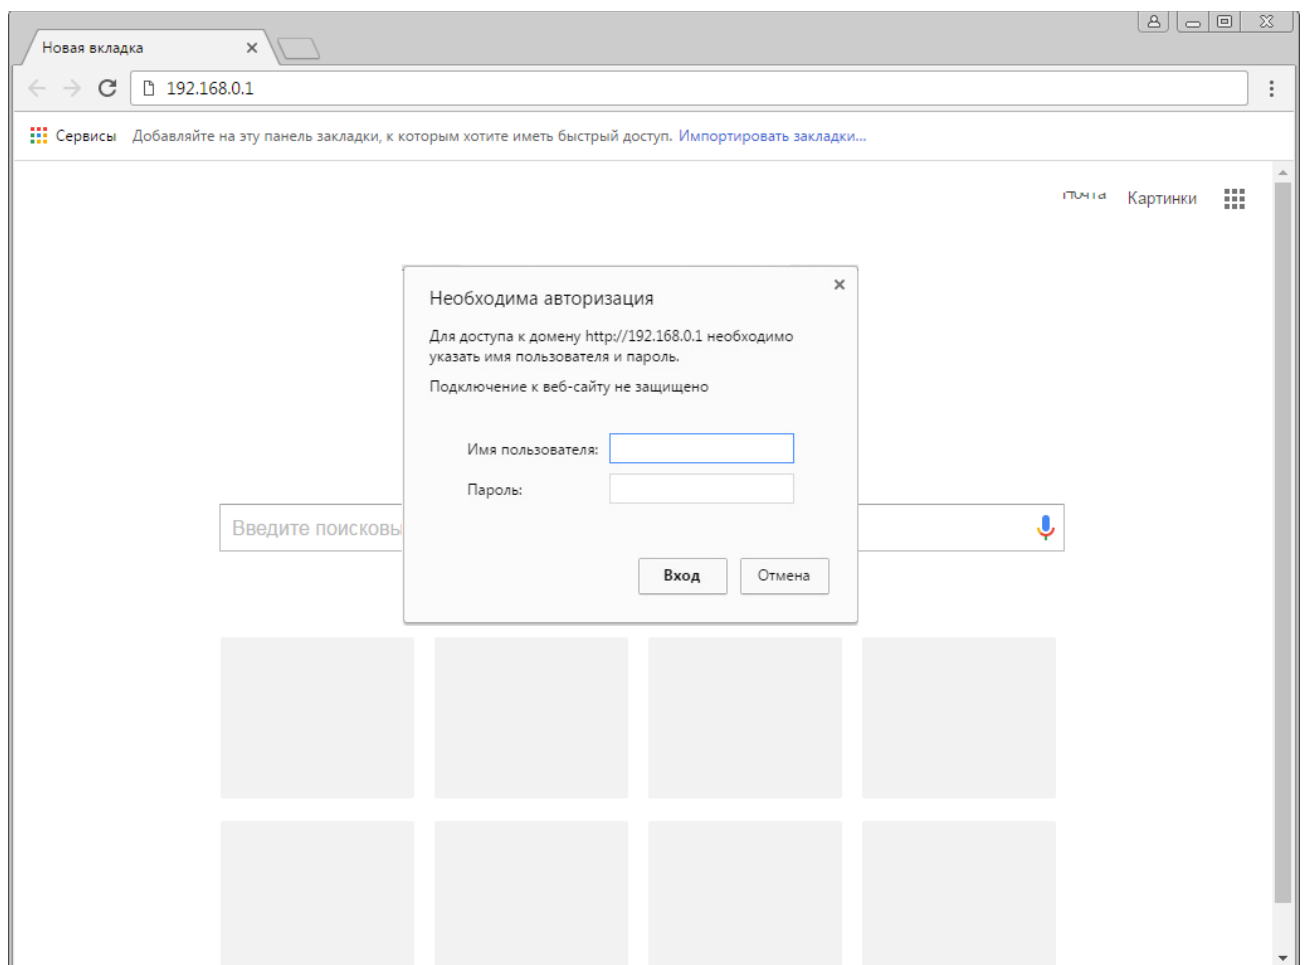 Новая вкладка
192.168.0.1
Сервисы Добавляйте на эту панель закладки, к которым хотите иметь быстрый доступ. Импортировать закладки...
Картинки
Необходима авторизация
Для доступа к домену http://192.168.0.1 необходимо
указать имя пользователя и пароль.
Подключение к веб-сайту не защищено
Имя пользователя:
Пароль:
Введите поисковы
Вход Отмена